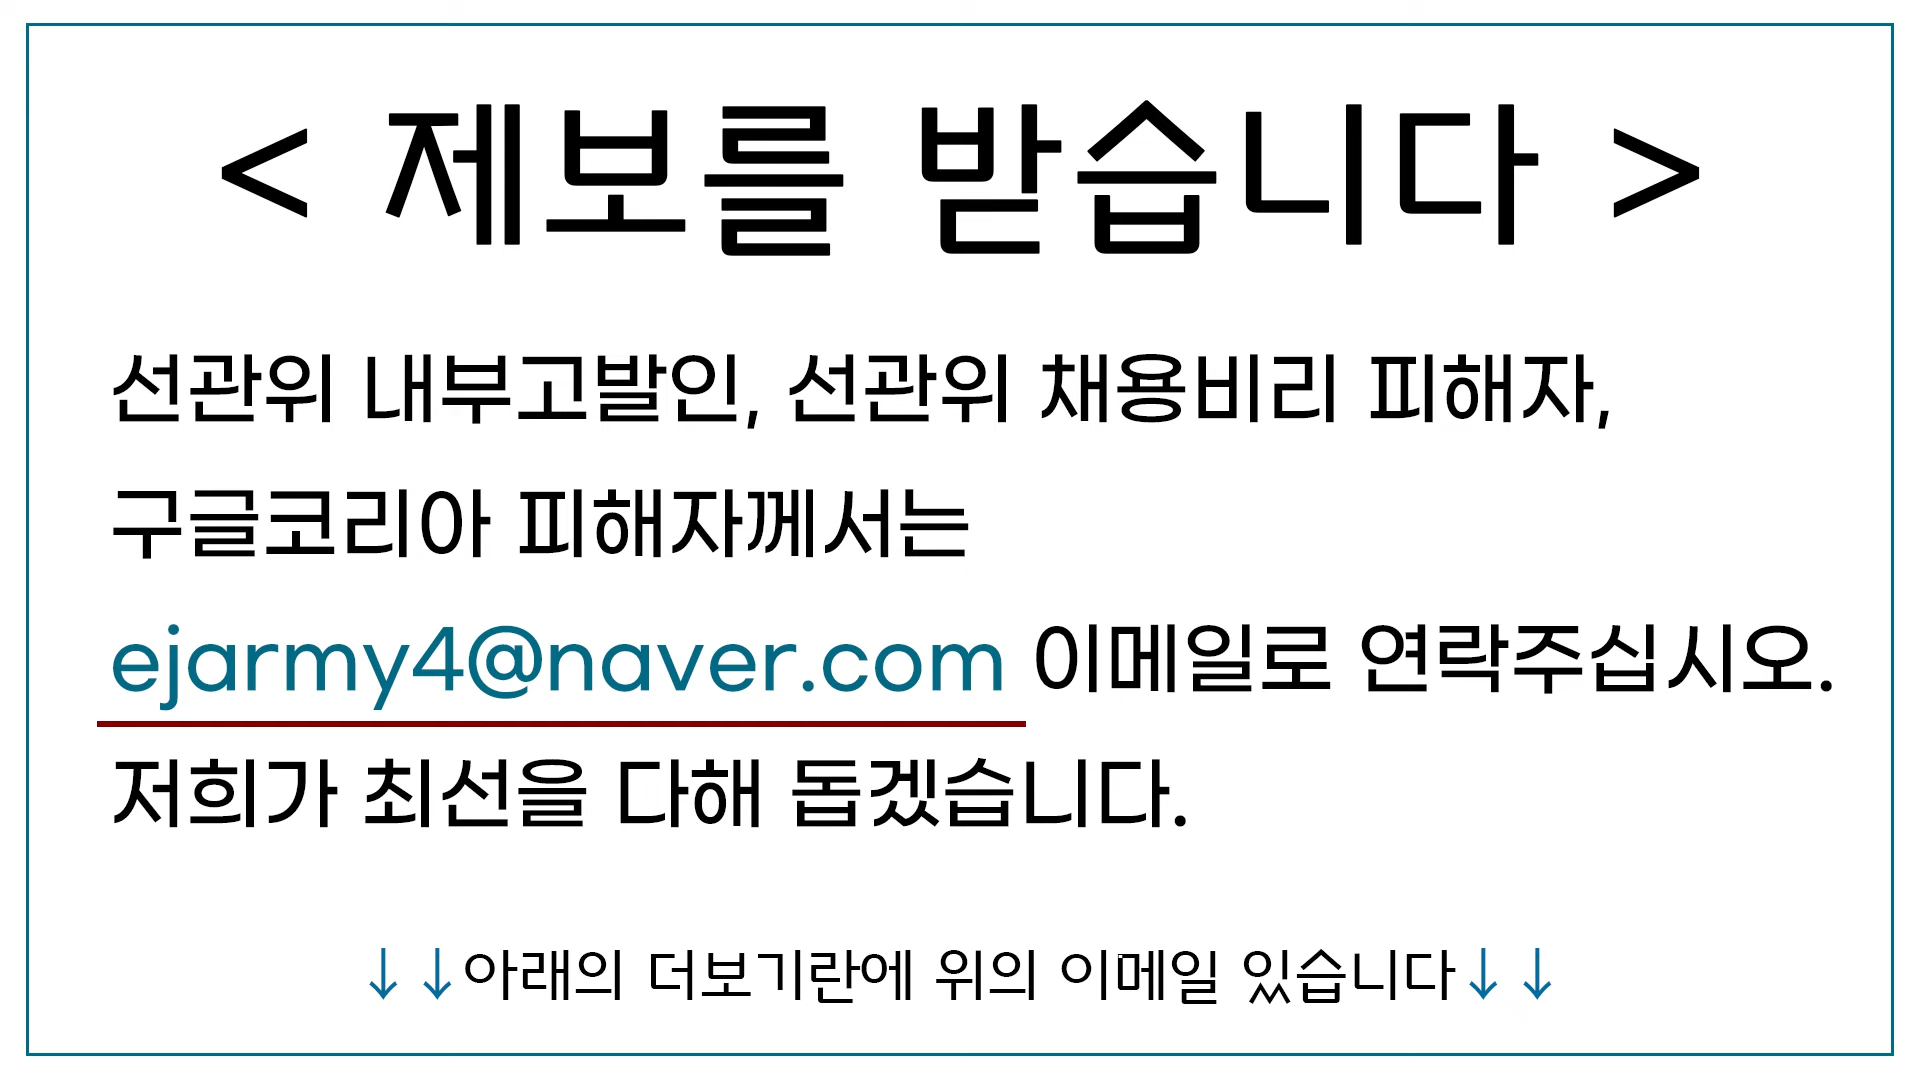 < 제보를 받습니다 >
선관위 내부고발인, 선관위 채용비리 피해자,
구글코리아 피해자께서는
ejarmy4@naver.com 이메일로 연락주십시오.
저희가 최선을 다해 돕겠습니다.
↓↓아래의 더보기란에 위의 이메일 있습니다↓↓